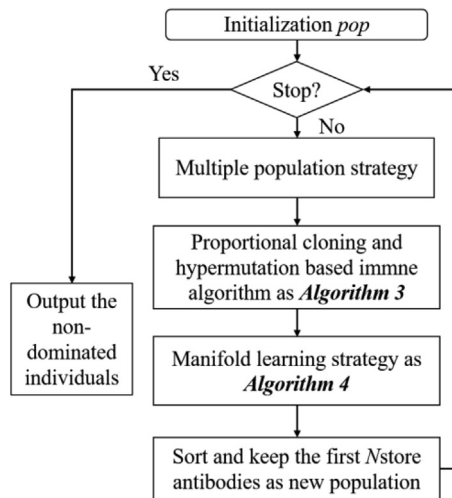 Initialization pop
Yes
Stop?
No
Multiple population strategy
Proportional cloning and
hypermutation based immne
algorithm as Algorithm 3
Output the
non-
dominated
individuals
Manifold learning strategy as
Algorithm 4
Sort and keep the first Nstore
antibodies as new population